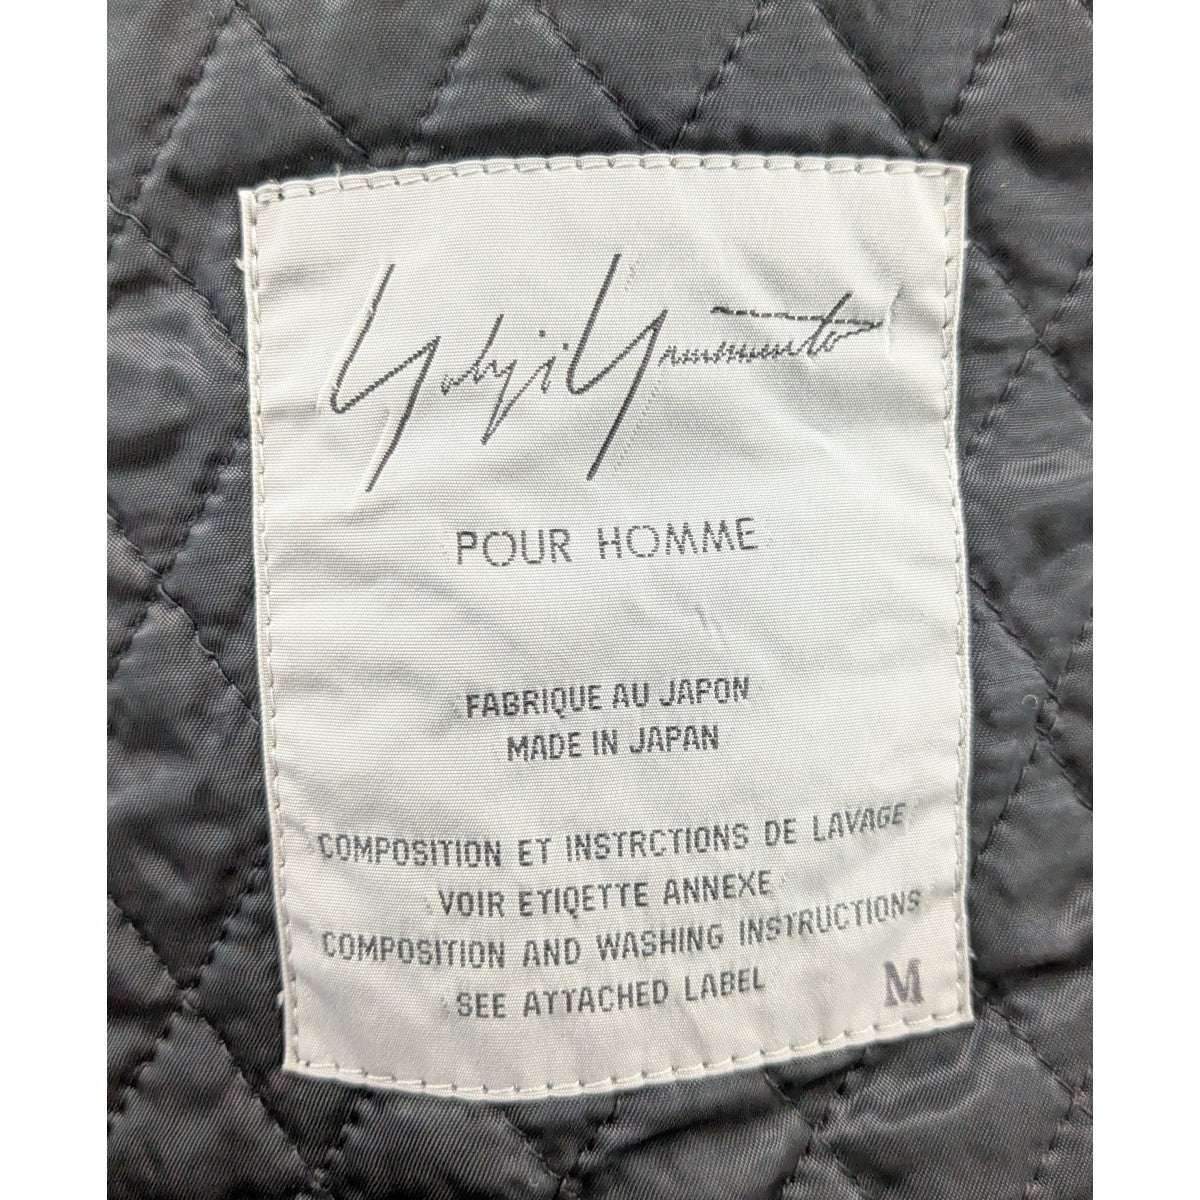 Yohji Yamamoto
POUR HOMME
FABRIQUE AU JAPON
MADE IN JAPAN
COMPOSITION ET INSTRCTIONS DE LAVAGE
VOIR ETIQETTE ANNEXE
COMPOSITION AND WASHING INSTRUCTIONS
SEE ATTACHED LABEL
M